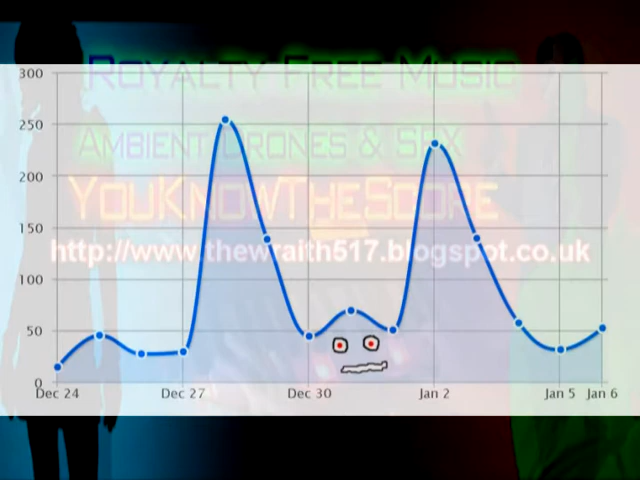 Royalty Free Music
Ambient Drones & SFX
YouKnowTheScore
http://www.thewraith517.blogspot.co.uk
300
250
200
150
100
50
0
Dec 24 Dec 27 Dec 30 Jan 2 Jan 5 Jan 6